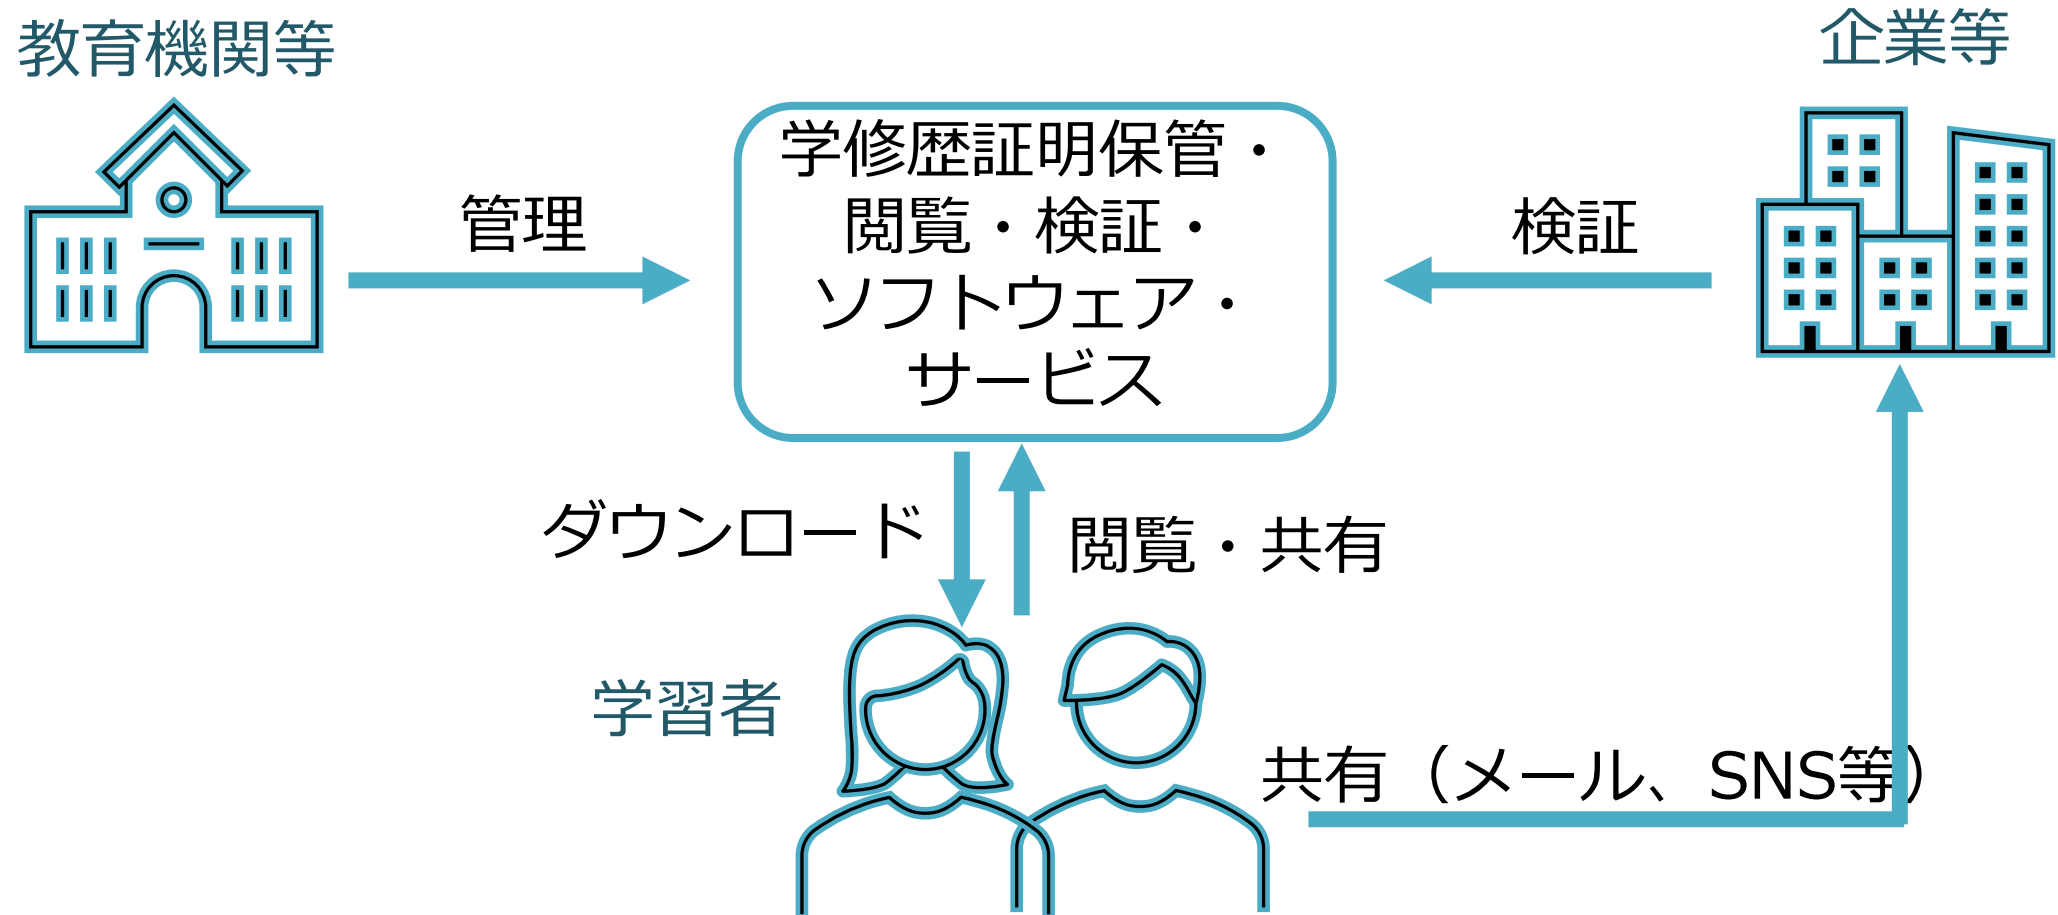 教育機関等
企業等
学修歴証明保管・
閲覧・検証・
ソフトウェア・
サービス
管理
検証
ダウンロード
閲覧・共有
学習者
共有（メール、SNS等）